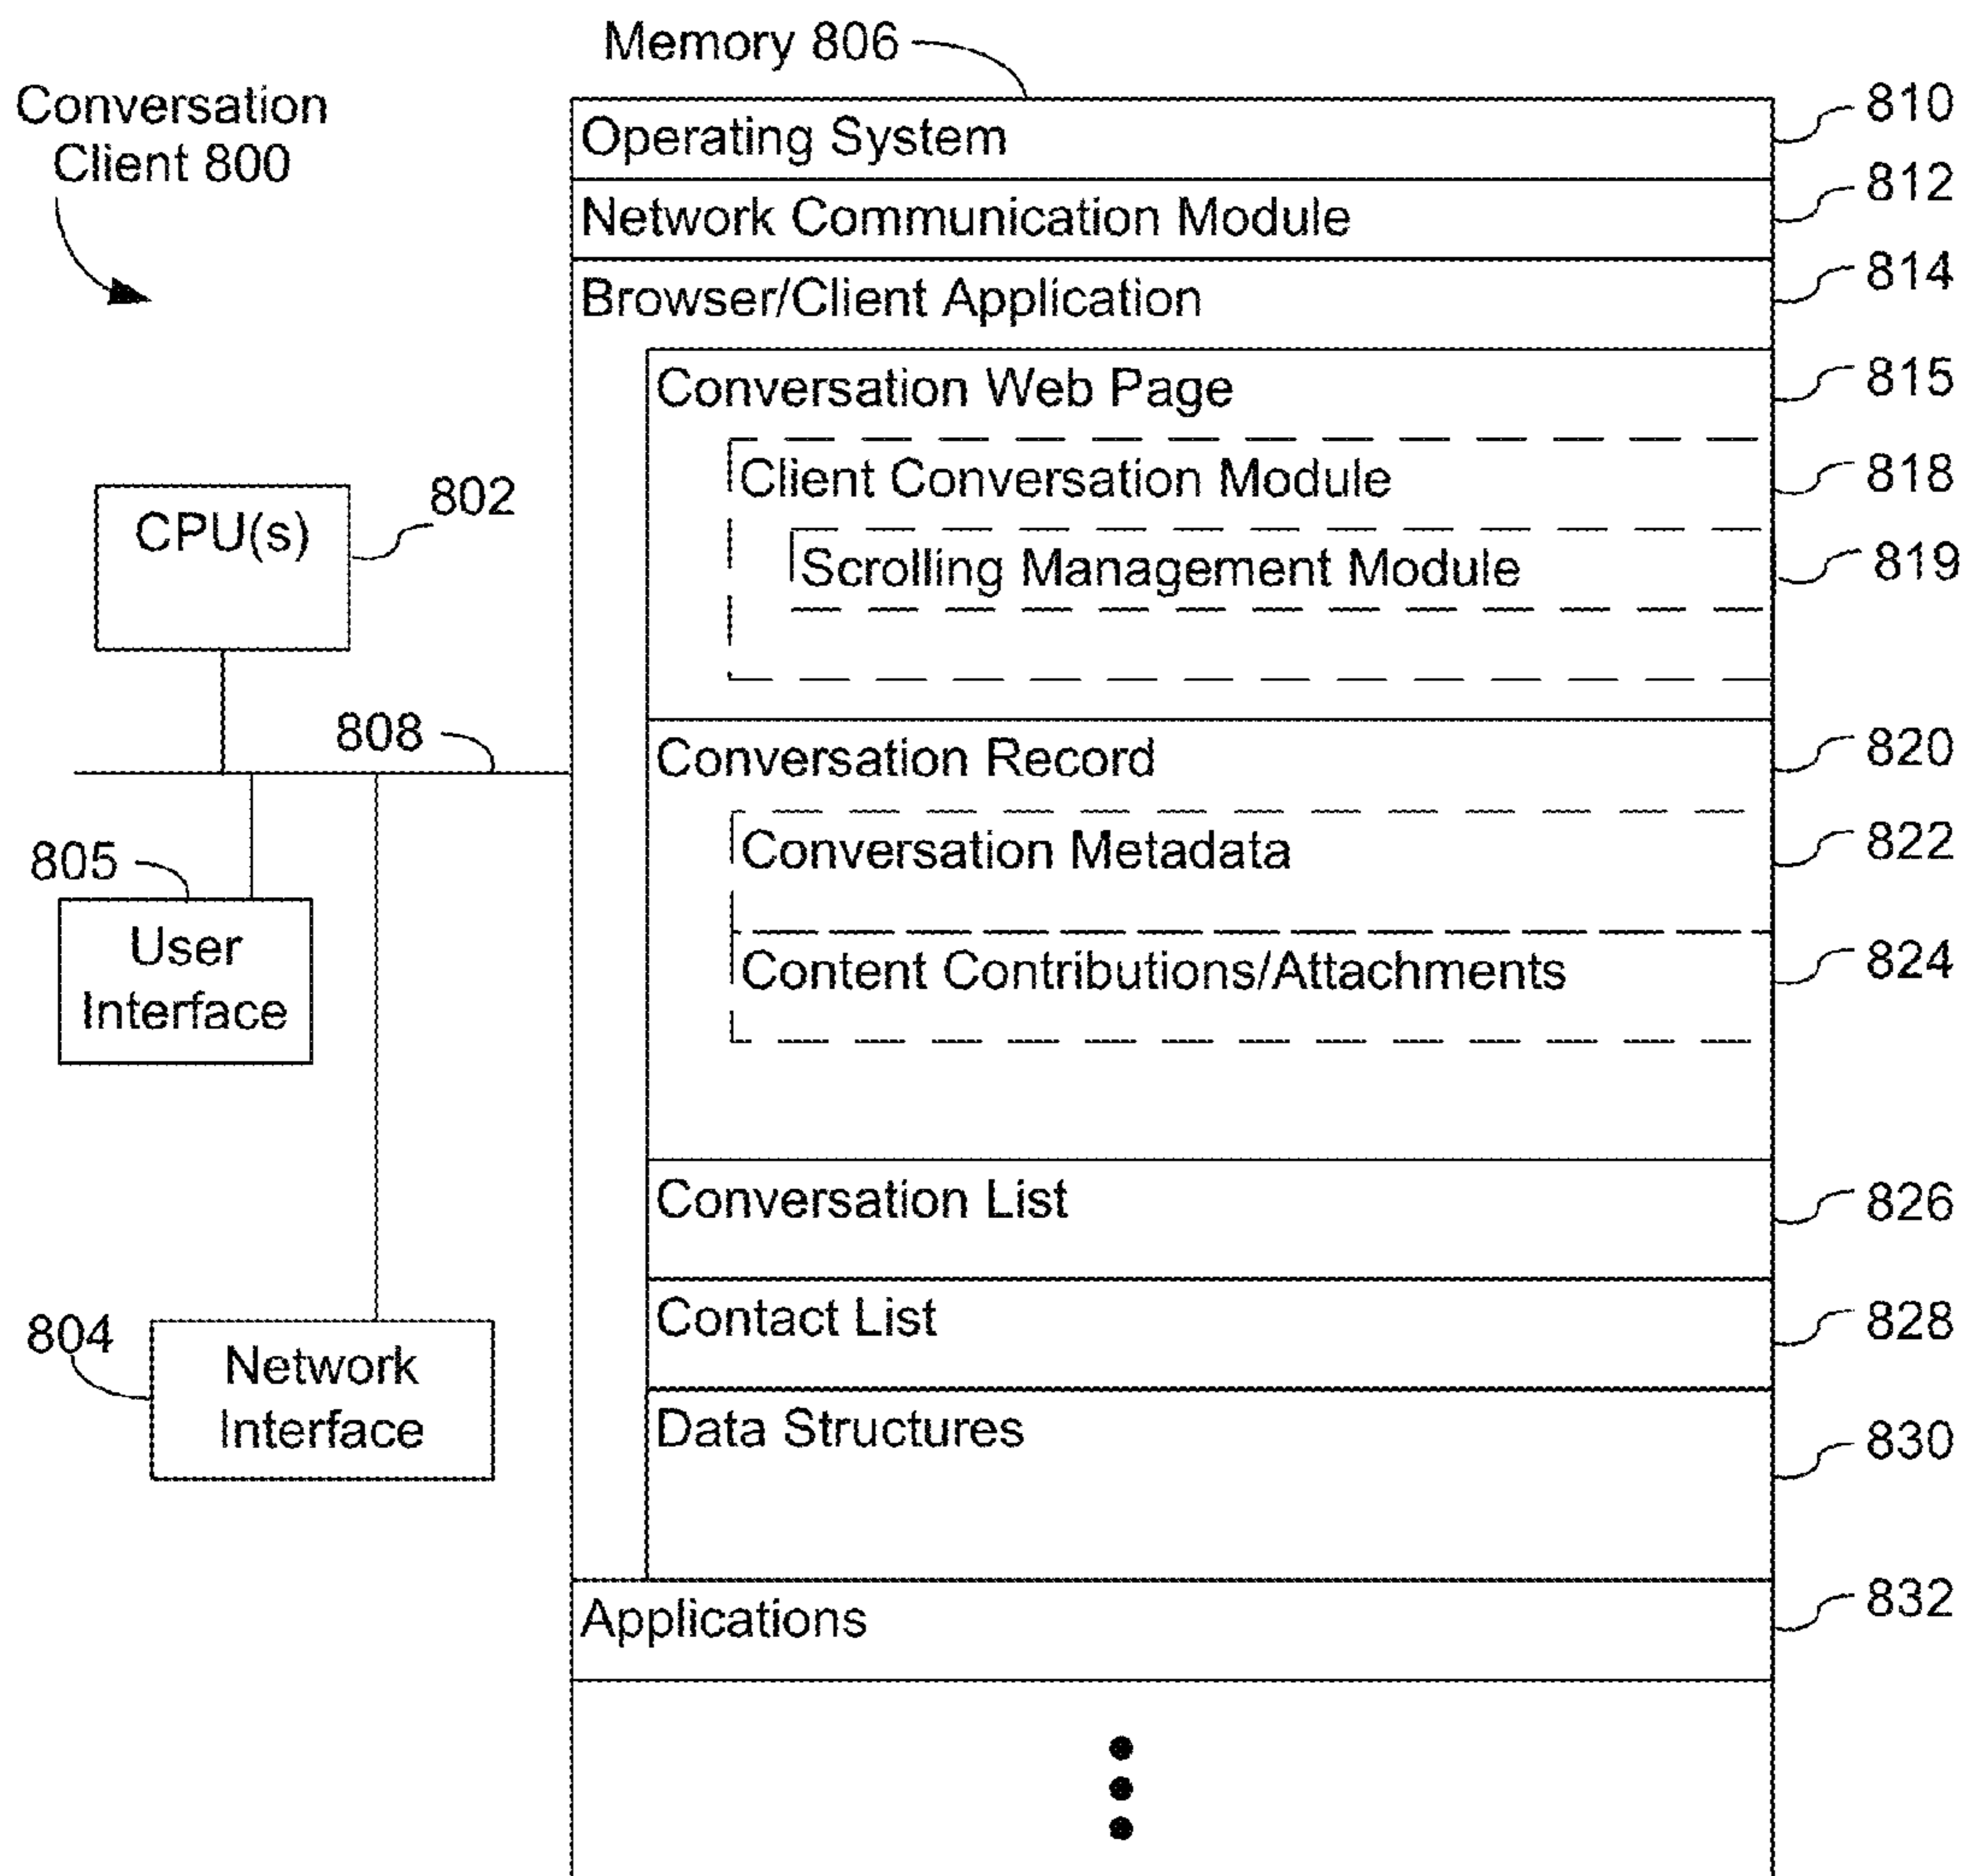 Memory 806
Conversation
Client 800
Operating System
810
Network Communication Module
812
Browser/Client Application
814
Conversation Web Page
815
Client Conversation Module
818
Scrolling Management Module
819
CPU(s)
802
808
Conversation Record
820
Conversation Metadata
822
Content Contributions/Attachments
824
805
User
Interface
Conversation List
826
Contact List
828
804
Network
Interface
Data Structures
830
Applications
832